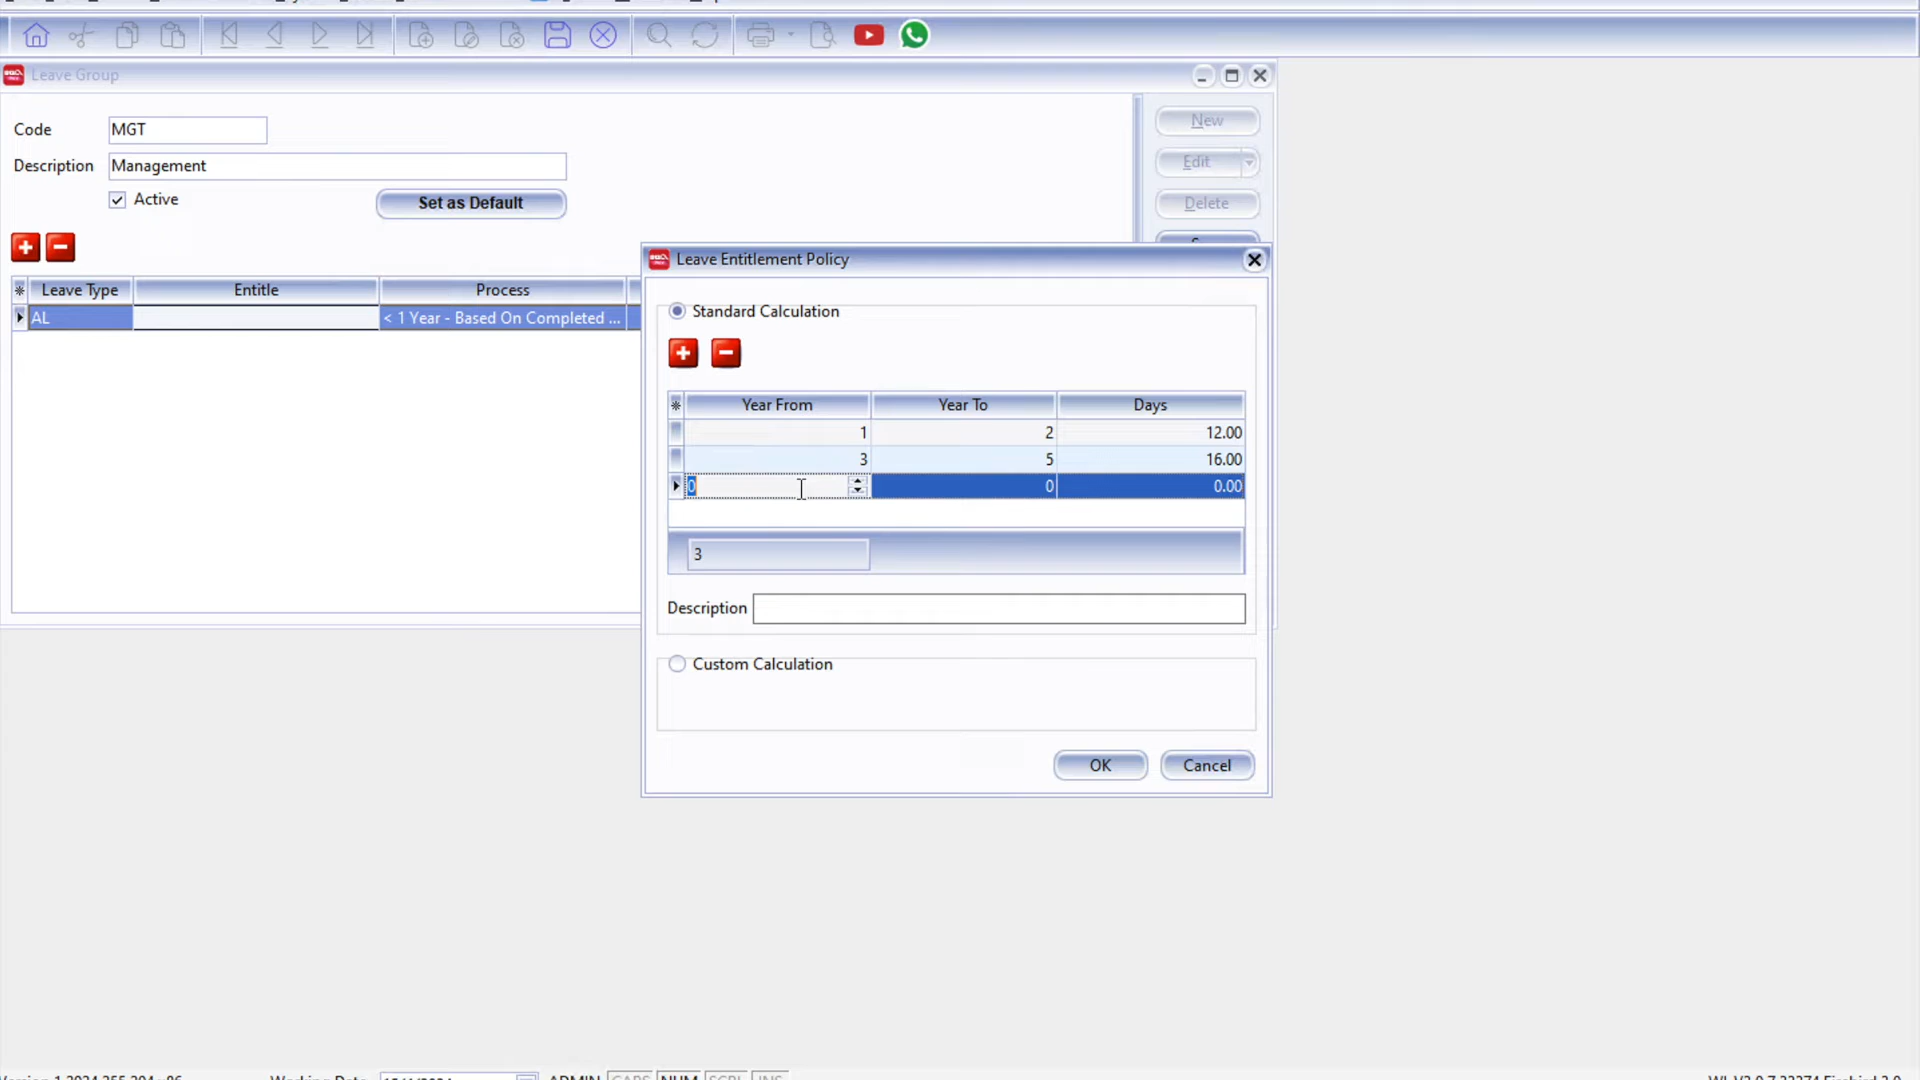 Leave Group
Code MGT
New
Description Management
Edit
Active
Set as Default
Delete
Leave Entitlement Policy
Leave Type Entitle Process
AL < 1 Year - Based On Completed ...
Standard Calculation
Year From Year To Days
1 2 12.00
3 5 16.00
0 0 0.00
3
Description
Custom Calculation
OK Cancel
ADMIN CAPS NUM SCRL INS